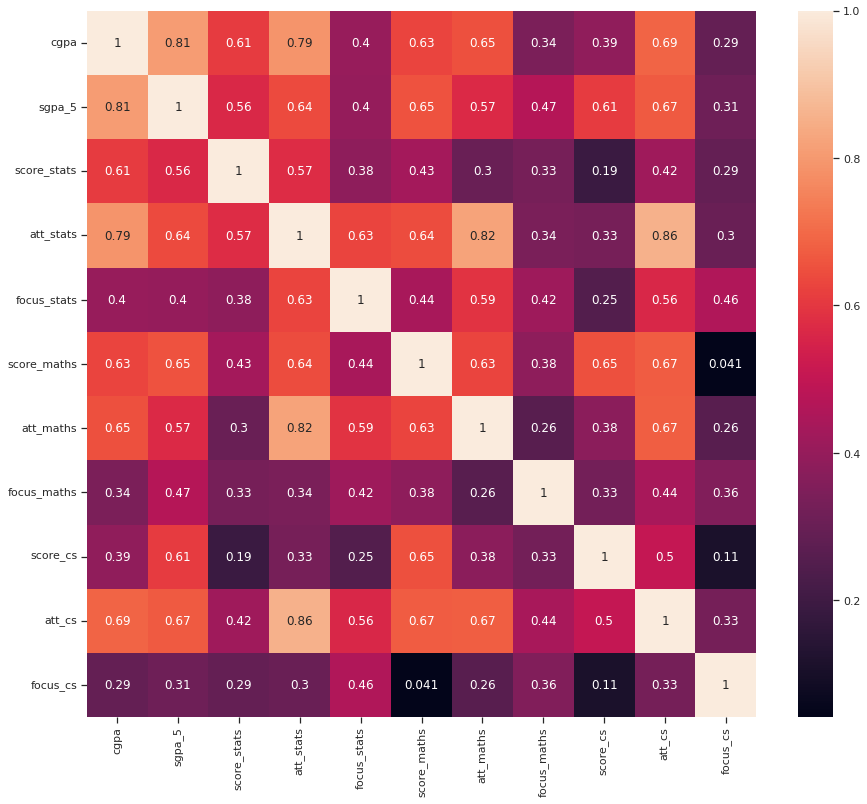 cgpa 1 0.81 0.61 0.79 0.4 0.63 0.65 0.34 0.39 0.69 0.29
sgpa_5 0.81 1 0.56 0.64 0.4 0.65 0.57 0.47 0.61 0.67 0.31
score_stats 0.61 0.56 1 0.57 0.38 0.43 0.3 0.33 0.19 0.42 0.29
att_stats 0.79 0.64 0.57 1 0.63 0.64 0.82 0.34 0.33 0.86 0.3
focus_stats 0.4 0.4 0.38 0.63 1 0.44 0.59 0.42 0.25 0.56 0.46
score_maths 0.63 0.65 0.43 0.64 0.44 1 0.63 0.38 0.65 0.67 0.041
att_maths 0.65 0.57 0.3 0.82 0.59 0.63 1 0.26 0.38 0.67 0.26
focus_maths 0.34 0.47 0.33 0.34 0.42 0.38 0.26 1 0.33 0.44 0.36
score_cs 0.39 0.61 0.19 0.33 0.25 0.65 0.38 0.33 1 0.5 0.11
att_cs 0.69 0.67 0.42 0.86 0.56 0.67 0.67 0.44 0.5 1 0.33
focus_cs 0.29 0.31 0.29 0.3 0.46 0.041 0.26 0.36 0.11 0.33 1
cgpa
sgpa_5
score_stats
att_stats
focus_stats
score_maths
att_maths
focus_maths
score_cs
att_cs
focus_cs
1.0
0.8
0.6
0.4
0.2